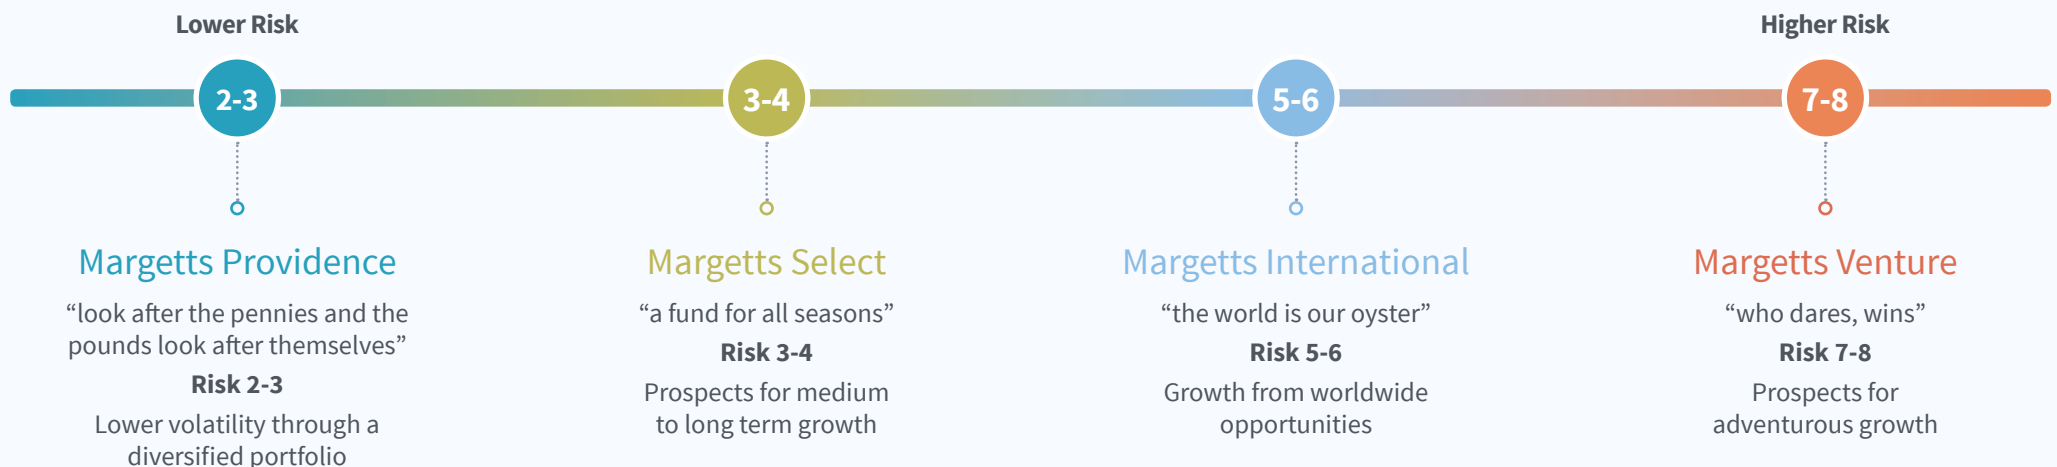 Lower Risk
Higher Risk
2-3
3-4
5-6
7-8
Margetts Providence
“look after the pennies and the
pounds look after themselves”
Risk 2-3
Lower volatility through a
diversified portfolio
Margetts Select
“a fund for all seasons”
Risk 3-4
Prospects for medium
to long term growth
Margetts International
“the world is our oyster”
Risk 5-6
Growth from worldwide
opportunities
Margetts Venture
“who dares, wins”
Risk 7-8
Prospects for
adventurous growth